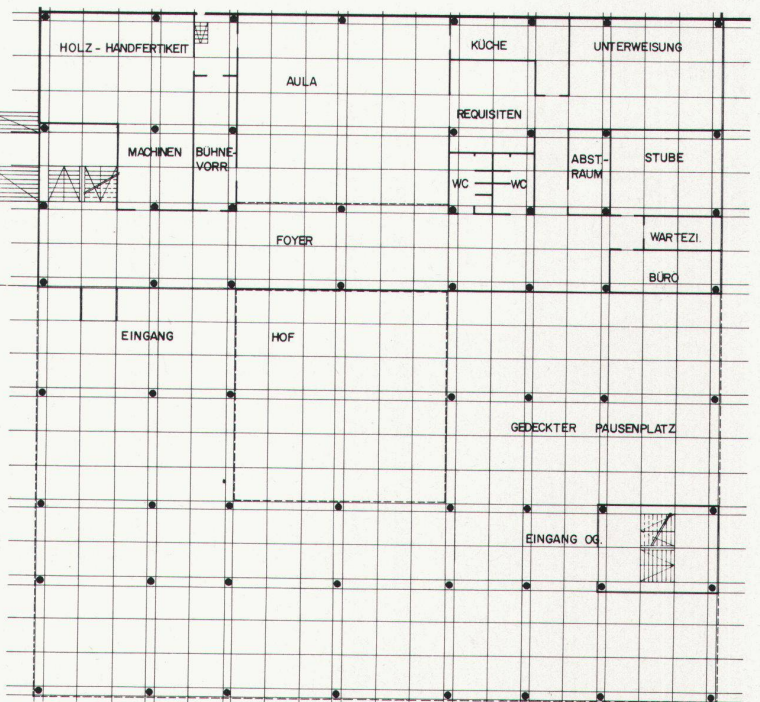 HOLZ - HANDFERTIKEIT
KÜCHE
UNTERWEISUNG
AULA
REQUISITEN
MACHINEN
BÜHNE-
VORR.
WC
WC
ABST-
RAUM
STUBE
FOYER
WARTEZI.
BÜRO
EINGANG
HOF
GEDECKTER PAUSENPLATZ
EINGANG OG.